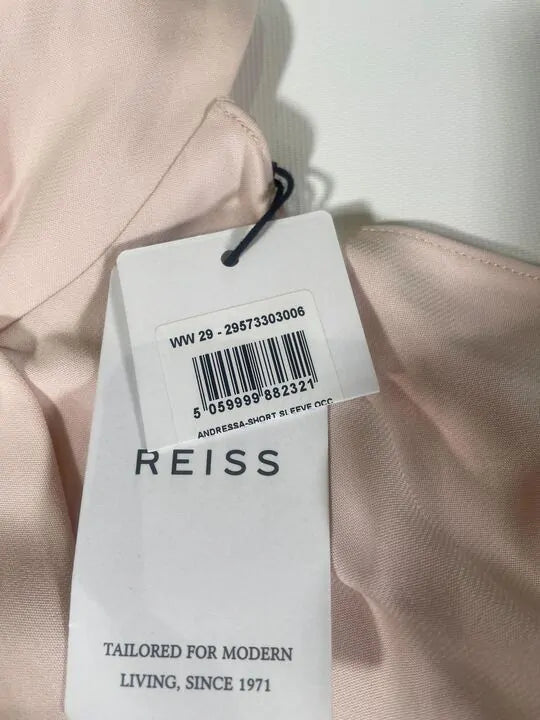 WW 29 - 29573303006
5 059999 882321
ANDRESSA-SHORT SLEEVE OCC
REISS
TAILORED FOR MODERN
LIVING, SINCE 1971